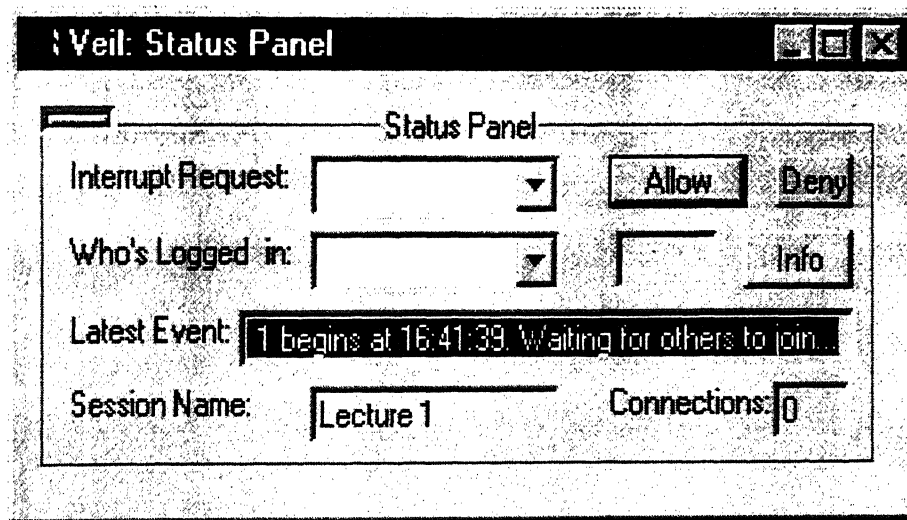 Veil: Status Panel
Status Panel
Interrupt Request: Allow Deny
Who's Logged in: Info
Latest Event: 1 begins at 16:41:39. Waiting for others to join...
Session Name: Lecture 1 Connections: 0